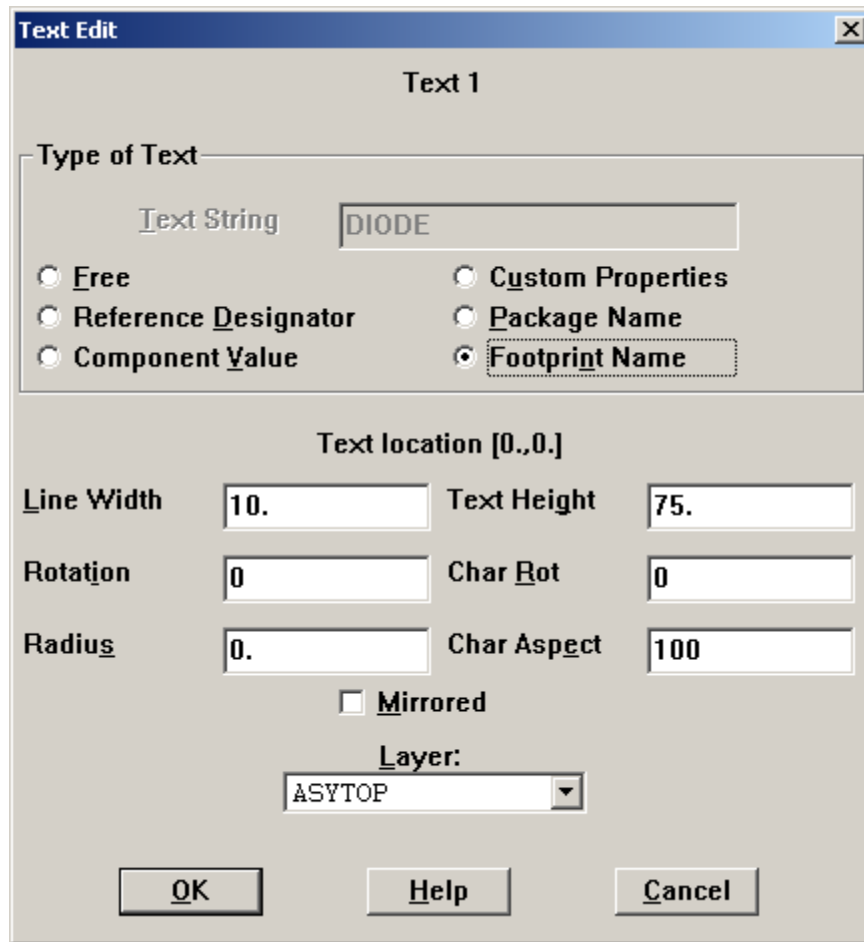 Text Edit
Text 1
Type of Text
Text String DIODE
Free Custom Properties
Reference Designator Package Name
Component Value Footprint Name
Text location [0.,0.]
Line Width 10. Text Height 75.
Rotation 0 Char Rot 0
Radius 0. Char Aspect 100
Mirrored
Layer:
ASYTOP
OK Help Cancel